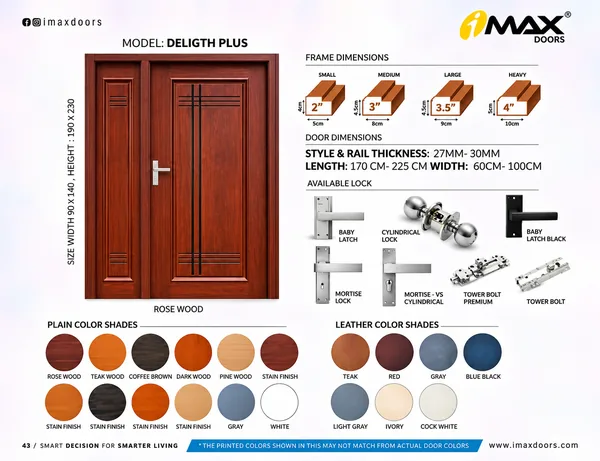 imaxdoors
iMAX®
DOORS
MODEL: DELIGTH PLUS
SIZE WIDTH 90 X 140 , HEIGHT : 190 X 230
ROSE WOOD
FRAME DIMENSIONS
SMALL MEDIUM LARGE HEAVY
4cm 2” 5cm
4.5cm 3” 8cm
4.5cm 3.5” 9cm
5cm 4” 10cm
DOOR DIMENSIONS
STYLE & RAIL THICKNESS: 27MM- 30MM
LENGTH: 170 CM- 225 CM WIDTH: 60CM- 100CM
AVAILABLE LOCK
BABY
LATCH
CYLINDRICAL
LOCK
BABY
LATCH BLACK
MORTISE
LOCK
MORTISE - VS
CYLINDRICAL
TOWER BOLT
PREMIUM
TOWER BOLT
PLAIN COLOR SHADES
ROSE WOOD TEAK WOOD COFFEE BROWN DARK WOOD PINE WOOD STAIN FINISH
STAIN FINISH STAIN FINISH STAIN FINISH STAIN FINISH GRAY WHITE
LEATHER COLOR SHADES
TEAK RED GRAY BLUE BLACK
LIGHT GRAY IVORY COCK WHITE
43 / SMART DECISION FOR SMARTER LIVING
*THE PRINTED COLORS SHOWN IN THIS MAY NOT MATCH FROM ACTUAL DOOR COLORS
www.imaxdoors.com